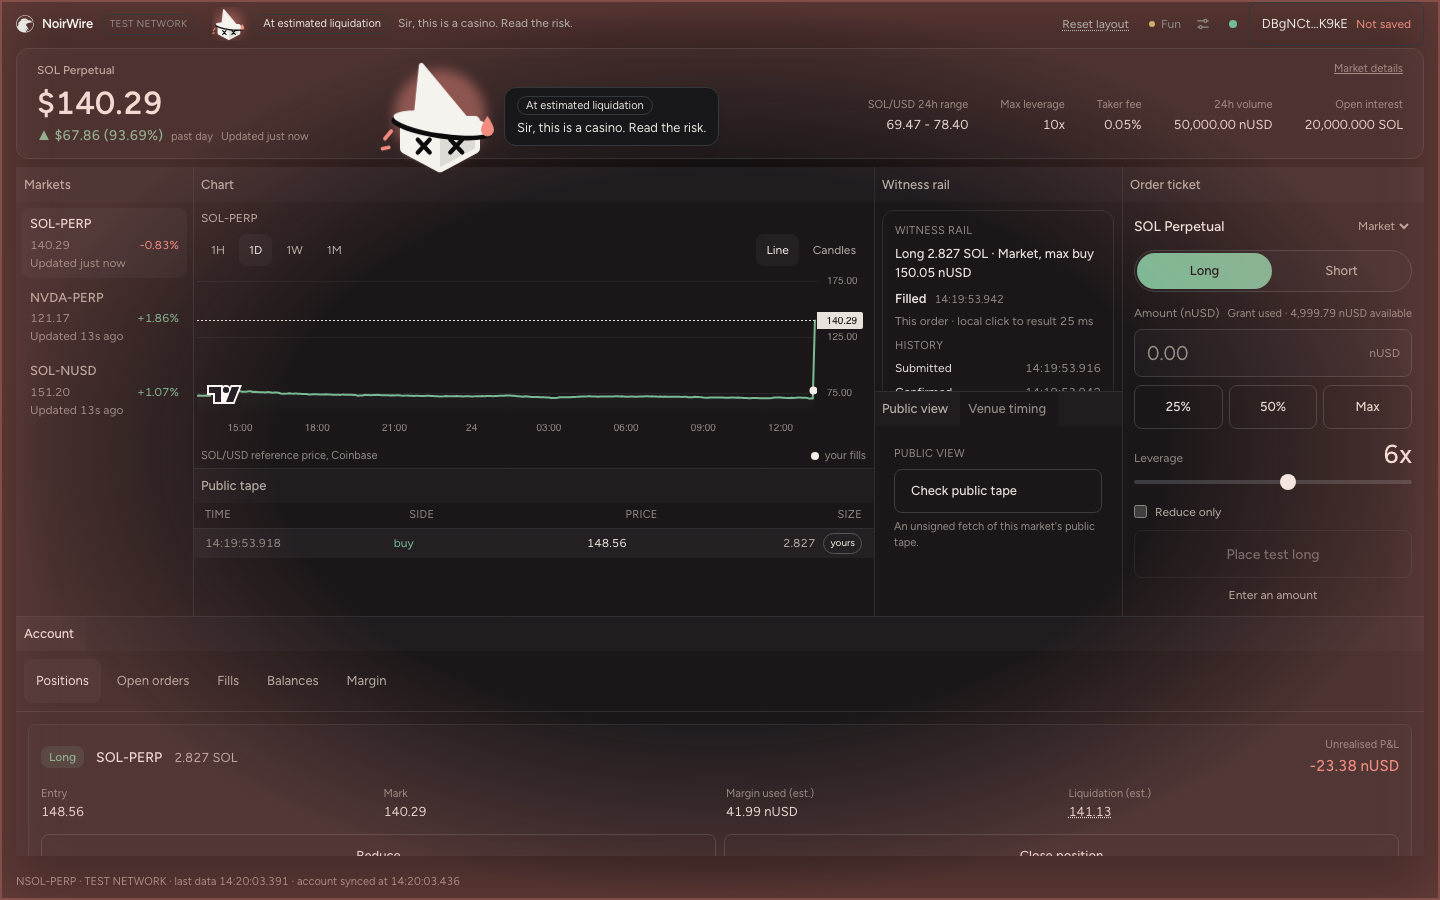 NoirWire TEST NETWORK At estimated liquidation Sir, this is a casino. Read the risk. Reset layout Fun DBgNCt...K9kE Not saved
SOL Perpetual
$140.29
▲ $67.86 (93.69%) past day Updated just now
At estimated liquidation
Sir, this is a casino. Read the risk.
Market details
SOL/USD 24h range Max leverage Taker fee 24h volume Open interest
69.47 - 78.40 10x 0.05% 50,000.00 nUSD 20,000.000 SOL
Markets
SOL-PERP
140.29 -0.83%
Updated just now
NVDA-PERP
121.17 +1.86%
Updated 13s ago
SOL-NUSD
151.20 +1.07%
Updated 13s ago
Chart
SOL-PERP
1H 1D 1W 1M Line Candles
175.00
140.29
125.00
75.00
15:00 18:00 21:00 24 03:00 06:00 09:00 12:00
SOL/USD reference price, Coinbase your fills
Public tape
TIME SIDE PRICE SIZE
14:19:53.918 buy 148.56 2.827 yours
Witness rail
WITNESS RAIL
Long 2.827 SOL · Market, max buy
150.05 nUSD
Filled 14:19:53.942
This order · local click to result 25 ms
HISTORY
Submitted 14:19:53.916
Confirmed 14:19:53.942
Public view Venue timing
PUBLIC VIEW
Check public tape
An unsigned fetch of this market's public
tape.
Order ticket
SOL Perpetual Market
Long Short
Amount (nUSD) Grant used · 4,999.79 nUSD available
0.00 nUSD
25% 50% Max
Leverage 6x
Reduce only
Place test long
Enter an amount
Account
Positions Open orders Fills Balances Margin
Long SOL-PERP 2.827 SOL
Unrealised P&L
-23.38 nUSD
Entry Mark Margin used (est.) Liquidation (est.)
148.56 140.29 41.99 nUSD 141.13
Reduce Close position
NSOL-PERP · TEST NETWORK · last data 14:20:03.391 · account synced at 14:20:03.436